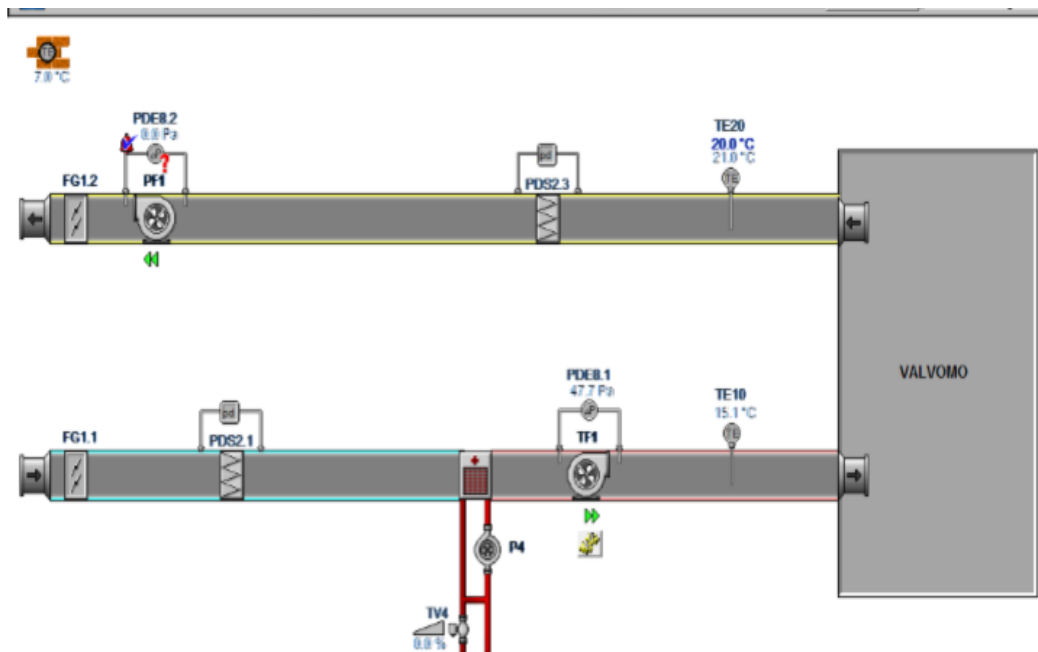 TE
7.0 °C
PDE8.2
0.0 Pa
?
FG1.2
PF1
pd
PDS2.3
TE20
20.0 °C
21.0 °C
TE
VALVOMO
PDE8.1
47.7 Pa
TE10
15.1 °C
TE
FG1.1
pd
PDS2.1
TF1
P4
TV4
0.0 %